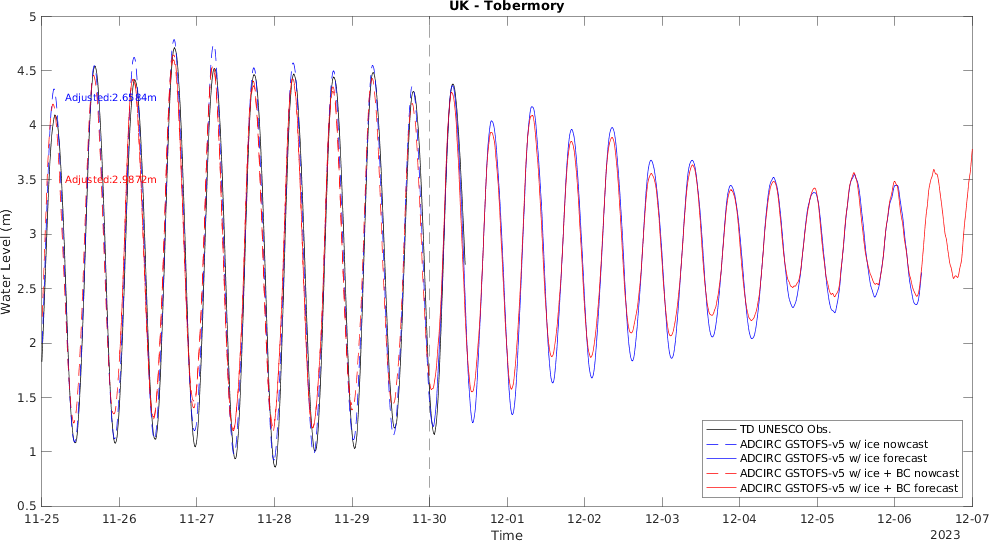 UK - Tobermory
5
4.5
4
3.5
3
2.5
2
1.5
1
0.5
Water Level (m)
Adjusted:2.6584m
Adjusted:2.9872m
TD UNESCO Obs.
ADCIRC GSTOFS-v5 w/ ice nowcast
ADCIRC GSTOFS-v5 w/ ice forecast
ADCIRC GSTOFS-v5 w/ ice + BC nowcast
ADCIRC GSTOFS-v5 w/ ice + BC forecast
11-25 11-26 11-27 11-28 11-29 11-30 12-01 12-02 12-03 12-04 12-05 12-06 12-07
Time
2023